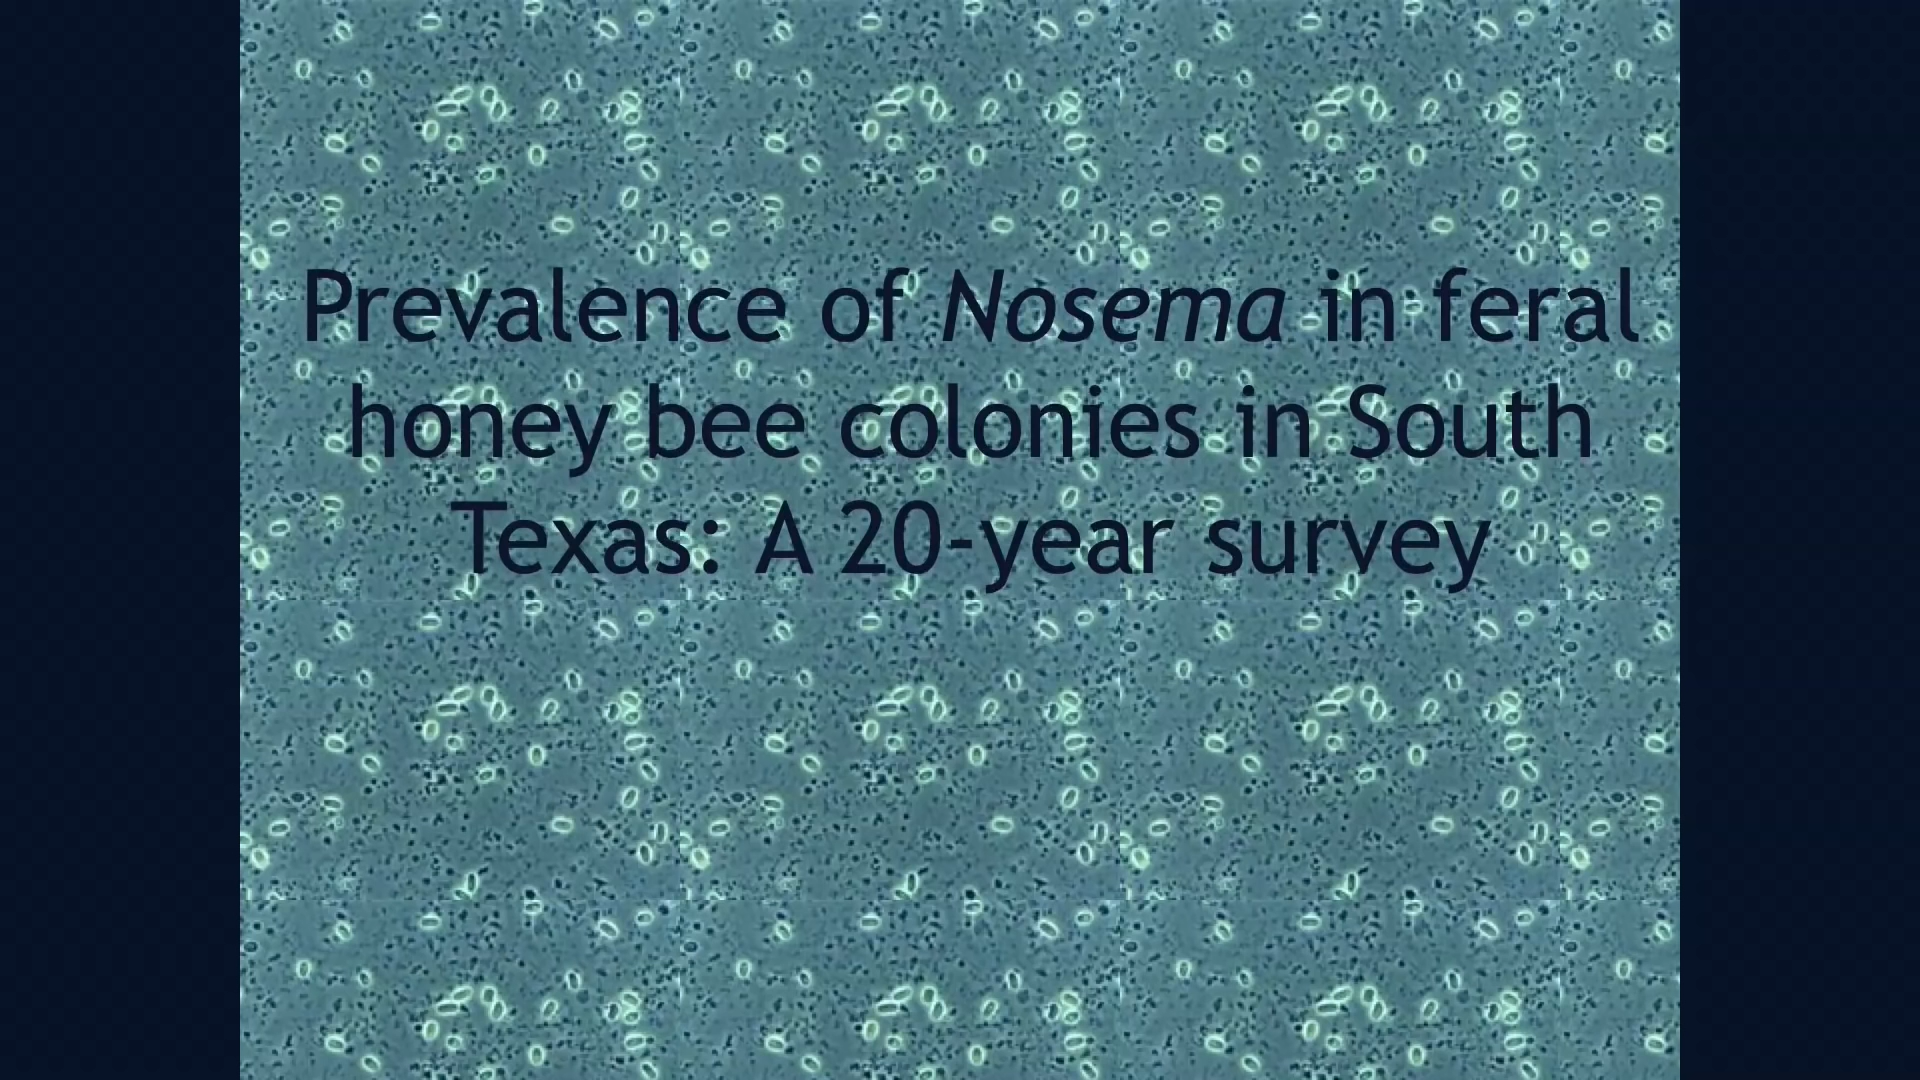 Prevalence of Nosema in feral
honey bee colonies in South
Texas: A 20-year survey